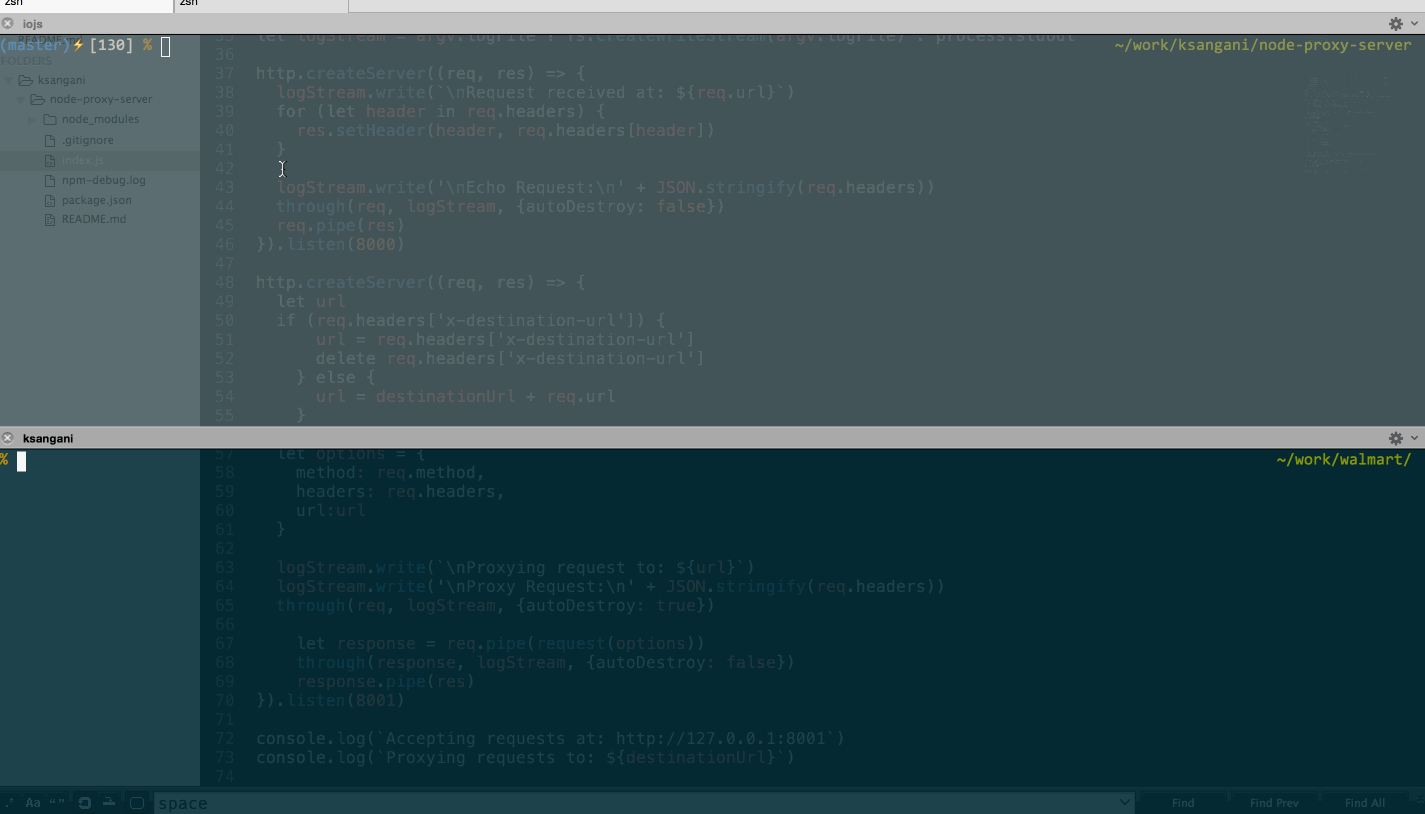 zsh zsh
iojs
(master)⚡ [130] % ~/work/ksangani/node-proxy-server
README.md
FOLDERS
ksangani
node-proxy-server
node_modules
.gitignore
index.js
npm-debug.log
package.json
README.md
35 let logStream = argv.logfile ? fs.createWriteStream(argv.logfile) : process.stdout
36
37 http.createServer((req, res) => {
38 logStream.write(`\nRequest received at: ${req.url}`)
39 for (let header in req.headers) {
40 res.setHeader(header, req.headers[header])
41 }
42
43 logStream.write('\nEcho Request:\n' + JSON.stringify(req.headers))
44 through(req, logStream, {autoDestroy: false})
45 req.pipe(res)
46 }).listen(8000)
47
48 http.createServer((req, res) => {
49 let url
50 if (req.headers['x-destination-url']) {
51 url = req.headers['x-destination-url']
52 delete req.headers['x-destination-url']
53 } else {
54 url = destinationUrl + req.url
55 }
ksangani
% ~/work/walmart/
57 let options = {
58 method: req.method,
59 headers: req.headers,
60 url:url
61 }
62
63 logStream.write(`\nProxying request to: ${url}`)
64 logStream.write('\nProxy Request:\n' + JSON.stringify(req.headers))
65 through(req, logStream, {autoDestroy: true})
66
67 let response = req.pipe(request(options))
68 through(response, logStream, {autoDestroy: false})
69 response.pipe(res)
70 }).listen(8001)
71
72 console.log(`Accepting requests at: http://127.0.0.1:8001`)
73 console.log(`Proxying requests to: ${destinationUrl}`)
74
.* Aa “” space Find Find Prev Find All